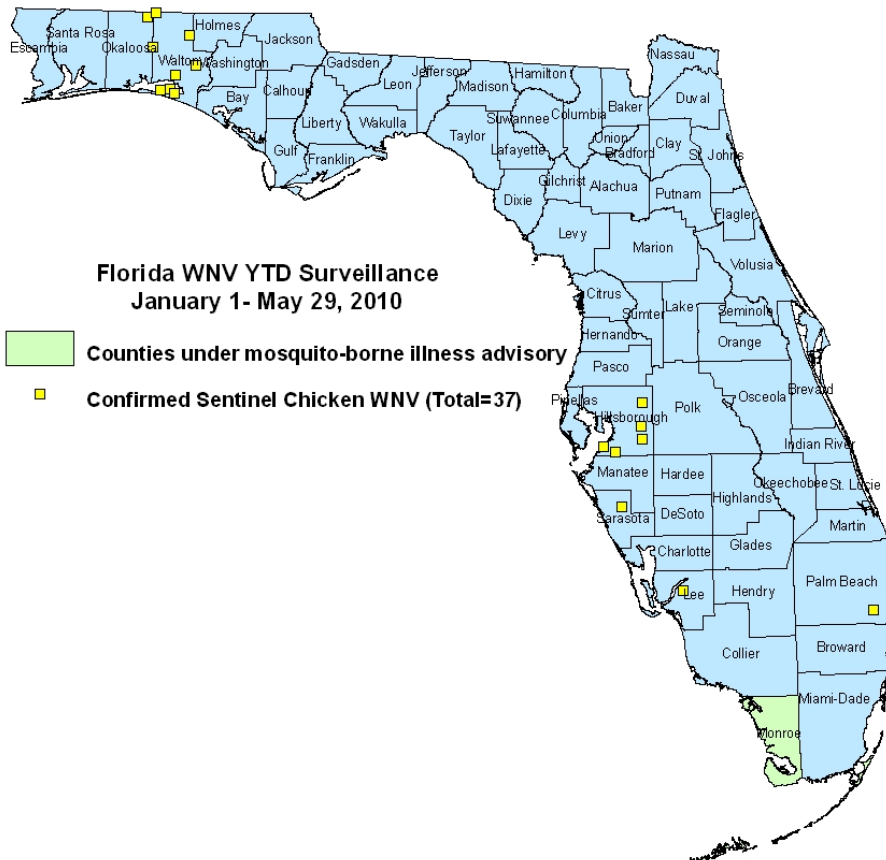 Holmes
Santa Rosa
Jackson
Escambia
Okaloosa
Walton
Washington
Gadsden
Jefferson
Hamilton
Nassau
Leon
Madison
Calhoun
Bay
Columbia
Baker
Duval
Suwannee
Liberty
Wakulla
Taylor
Union
Clay
Bradford
St. Johns
Lafayette
Gulf
Franklin
Gilchrist
Alachua
Putnam
Dixie
Flagler
Levy
Marion
Volusia
Florida WNV YTD Surveillance
January 1- May 29, 2010
Citrus
Lake
Sumter
Seminole
Hernando
Orange
Counties under mosquito-borne illness advisory
Pasco
Osceola
Brevard
Confirmed Sentinel Chicken WNV (Total=37)
Pinellas
Polk
Hillsborough
Indian River
Manatee
Hardee
Okeechobee
St. Lucie
Highlands
Sarasota
DeSoto
Martin
Charlotte
Glades
Palm Beach
Lee
Hendry
Broward
Collier
Miami-Dade
Monroe